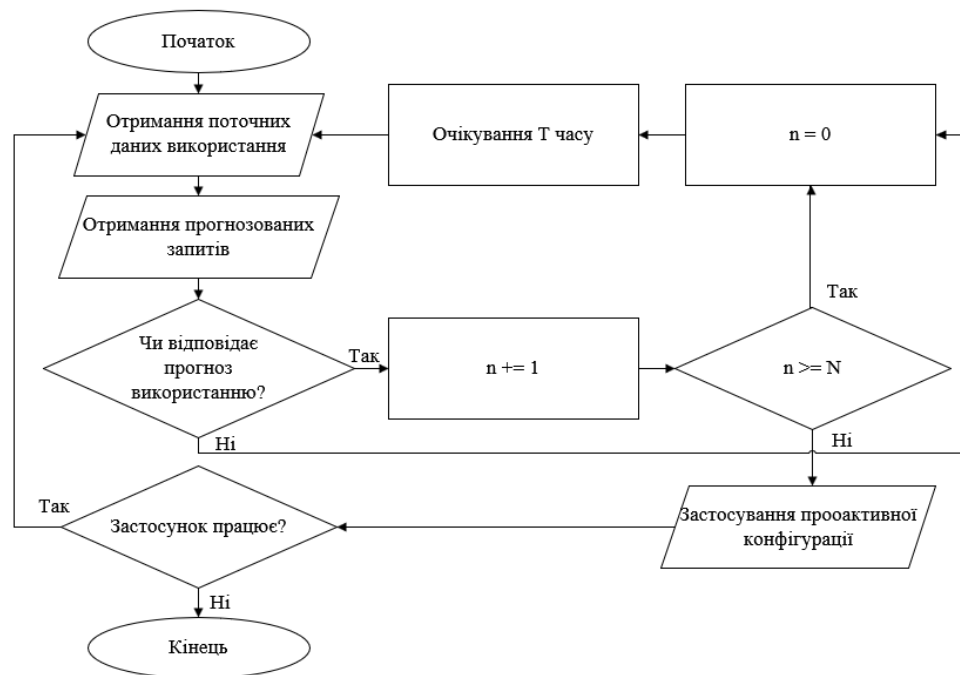 Початок
Отримання поточних
даних використання
Очікування T часу
n = 0
Отримання прогнозованих
запитів
Так
Чи відповідає
прогноз
використанню?
Так
n += 1
n >= N
Ні
Ні
Так
Застосунок працює?
Застосування прооактивної
конфігурації
Ні
Кінець